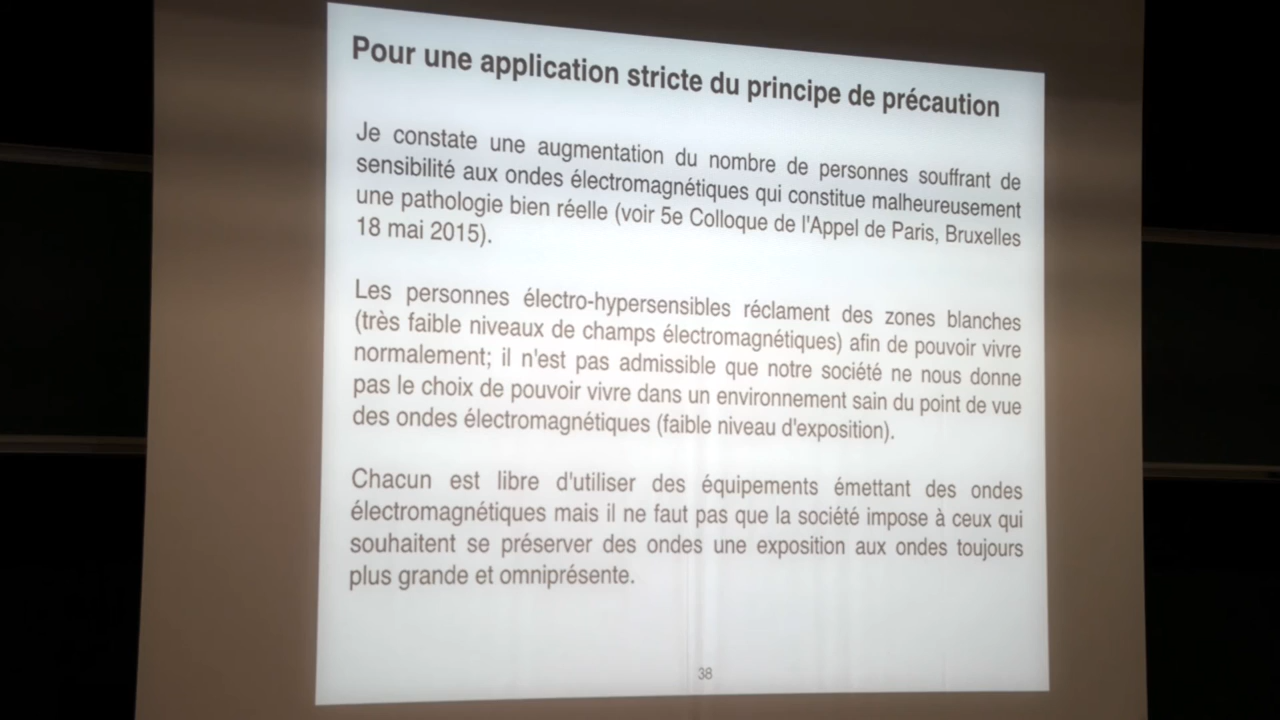 Pour une application stricte du principe de précaution
Je constate une augmentation du nombre de personnes souffrant de
sensibilité aux ondes électromagnétiques qui constitue malheureusement
une pathologie bien réelle (voir 5e Colloque de l'Appel de Paris, Bruxelles
18 mai 2015).
Les personnes électro-hypersensibles réclament des zones blanches
(très faible niveaux de champs électromagnétiques) afin de pouvoir vivre
normalement; il n'est pas admissible que notre société ne nous donne
pas le choix de pouvoir vivre dans un environnement sain du point de vue
des ondes électromagnétiques (faible niveau d'exposition).
Chacun est libre d'utiliser des équipements émettant des ondes
électromagnétiques mais il ne faut pas que la société impose à ceux qui
souhaitent se préserver des ondes une exposition aux ondes toujours
plus grande et omniprésente.
38